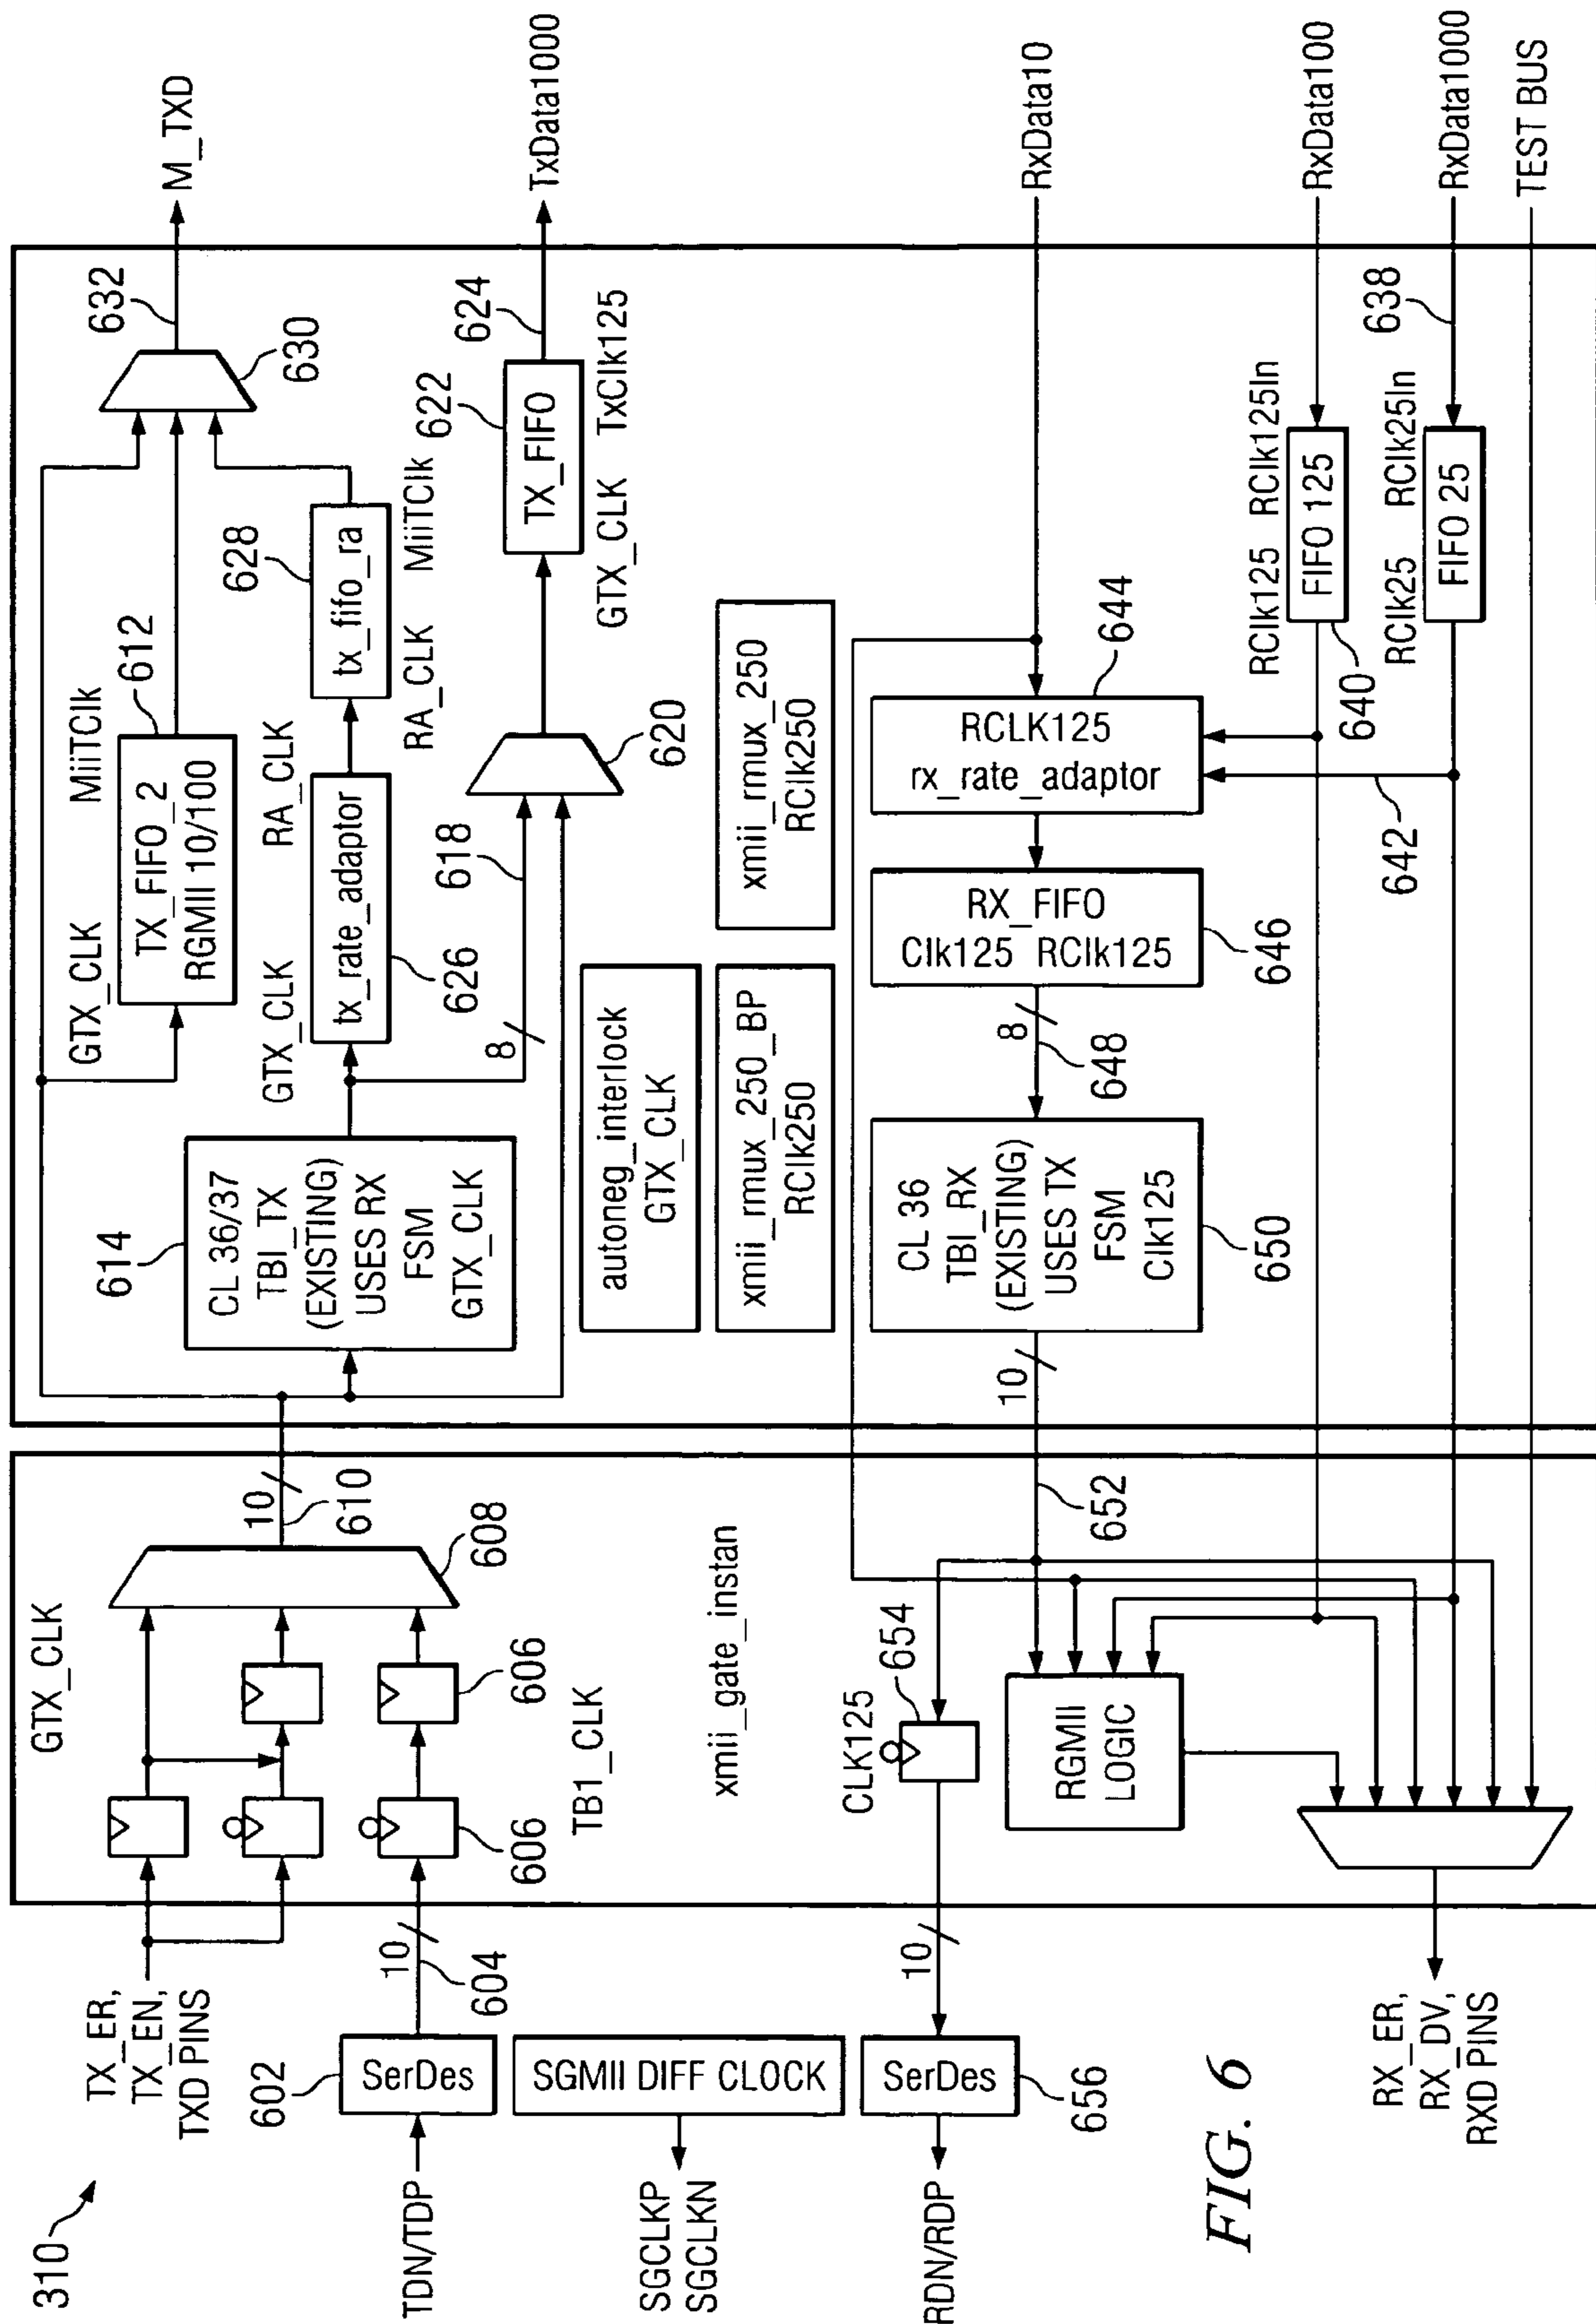 310
TX_ER,
TX_EN,
TXD PINS
GTX_CLK
10
610
608
606
606
TB1_CLK
602
SerDes
10
604
TDN/TDP
SGMII DIFF CLOCK
SGCLKP
SGCLKN
xmii_gate_instan
614
CL 36/37
TBI_TX
(EXISTING)
USES RX
FSM
GTX_CLK
GTX_CLK
MiiTClk
TX_FIFO_2
RGMII 10/100
612
GTX_CLK
RA_CLK
tx_rate_adaptor
626
628
tx_fifo_ra
RA_CLK
MiiTClk
630
632
M_TXD
8
618
620
622
TX_FIFO
GTX_CLK
TxClk125
624
TxData1000
autoneg_interlock
GTX_CLK
xmii_rmux_250_BP
RClk250
xmii_rmux_250
RClk250
RDN/RDP
SerDes
656
10
CLK125
654
652
10
CL 36
TBI_RX
(EXISTING)
USES TX
FSM
Clk125
650
8
648
RX_FIFO
Clk125
RClk125
646
RCLK125
rx_rate_adaptor
644
642
RxData10
RGMII
LOGIC
RClk125
RClk125In
FIFO 125
640
RxData100
RClk25
RClk25In
FIFO 25
638
RxData1000
TEST BUS
RX_ER,
RX_DV,
RXD PINS
FIG. 6